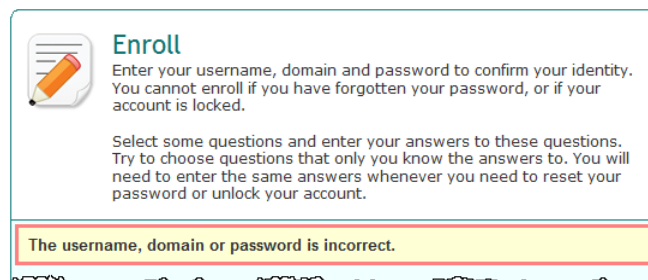 Enroll
Enter your username, domain and password to confirm your identity.
You cannot enroll if you have forgotten your password, or if your
account is locked.
Select some questions and enter your answers to these questions.
Try to choose questions that only you know the answers to. You will
need to enter the same answers whenever you need to reset your
password or unlock your account.
The username, domain or password is incorrect.